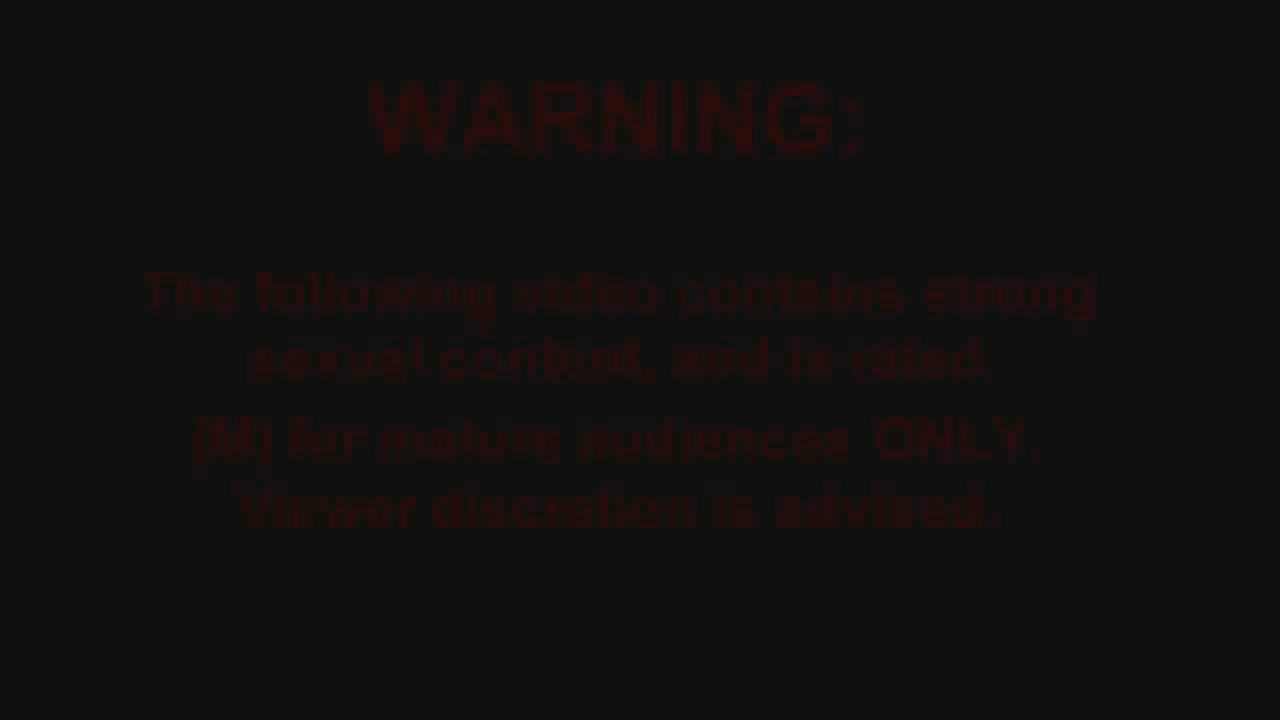 WARNING:
The following video contains strong
sexual content, and is rated
(M) for mature audiences ONLY.
Viewer discretion is advised.